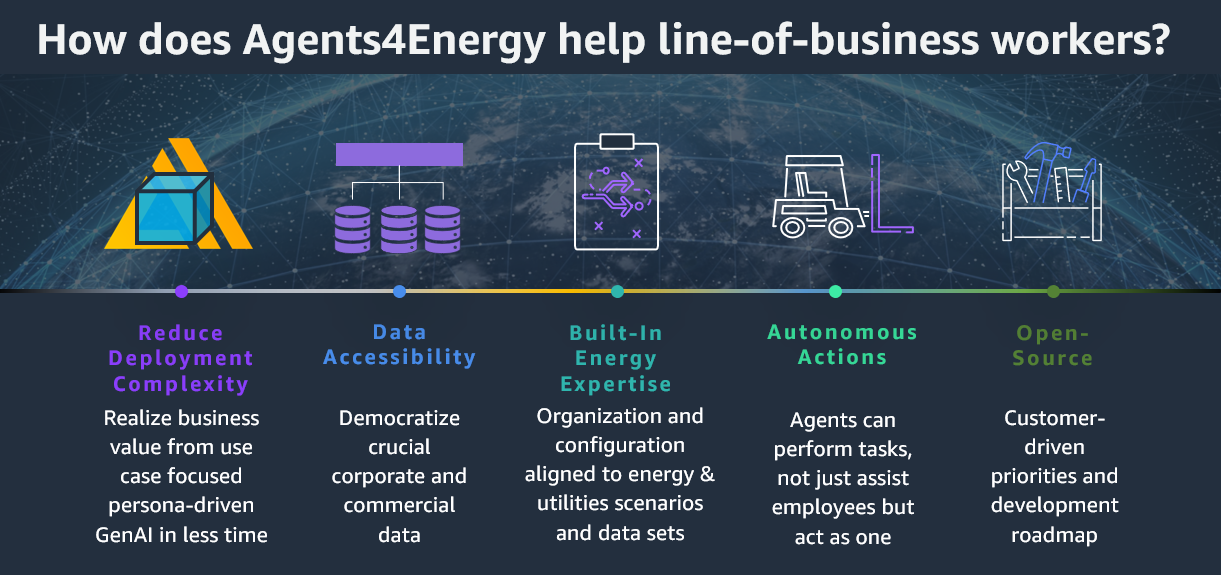 How does Agents4Energy help line-of-business workers?
Reduce
Deployment
Complexity
Realize business
value from use
case focused
persona-driven
GenAI in less time
Data
Accessibility
Democratize
crucial
corporate and
commercial
data
Built-In
Energy
Expertise
Organization and
configuration
aligned to energy &
utilities scenarios
and data sets
Autonomous
Actions
Agents can
perform tasks,
not just assist
employees but
act as one
Open-
Source
Customer-
driven
priorities and
development
roadmap